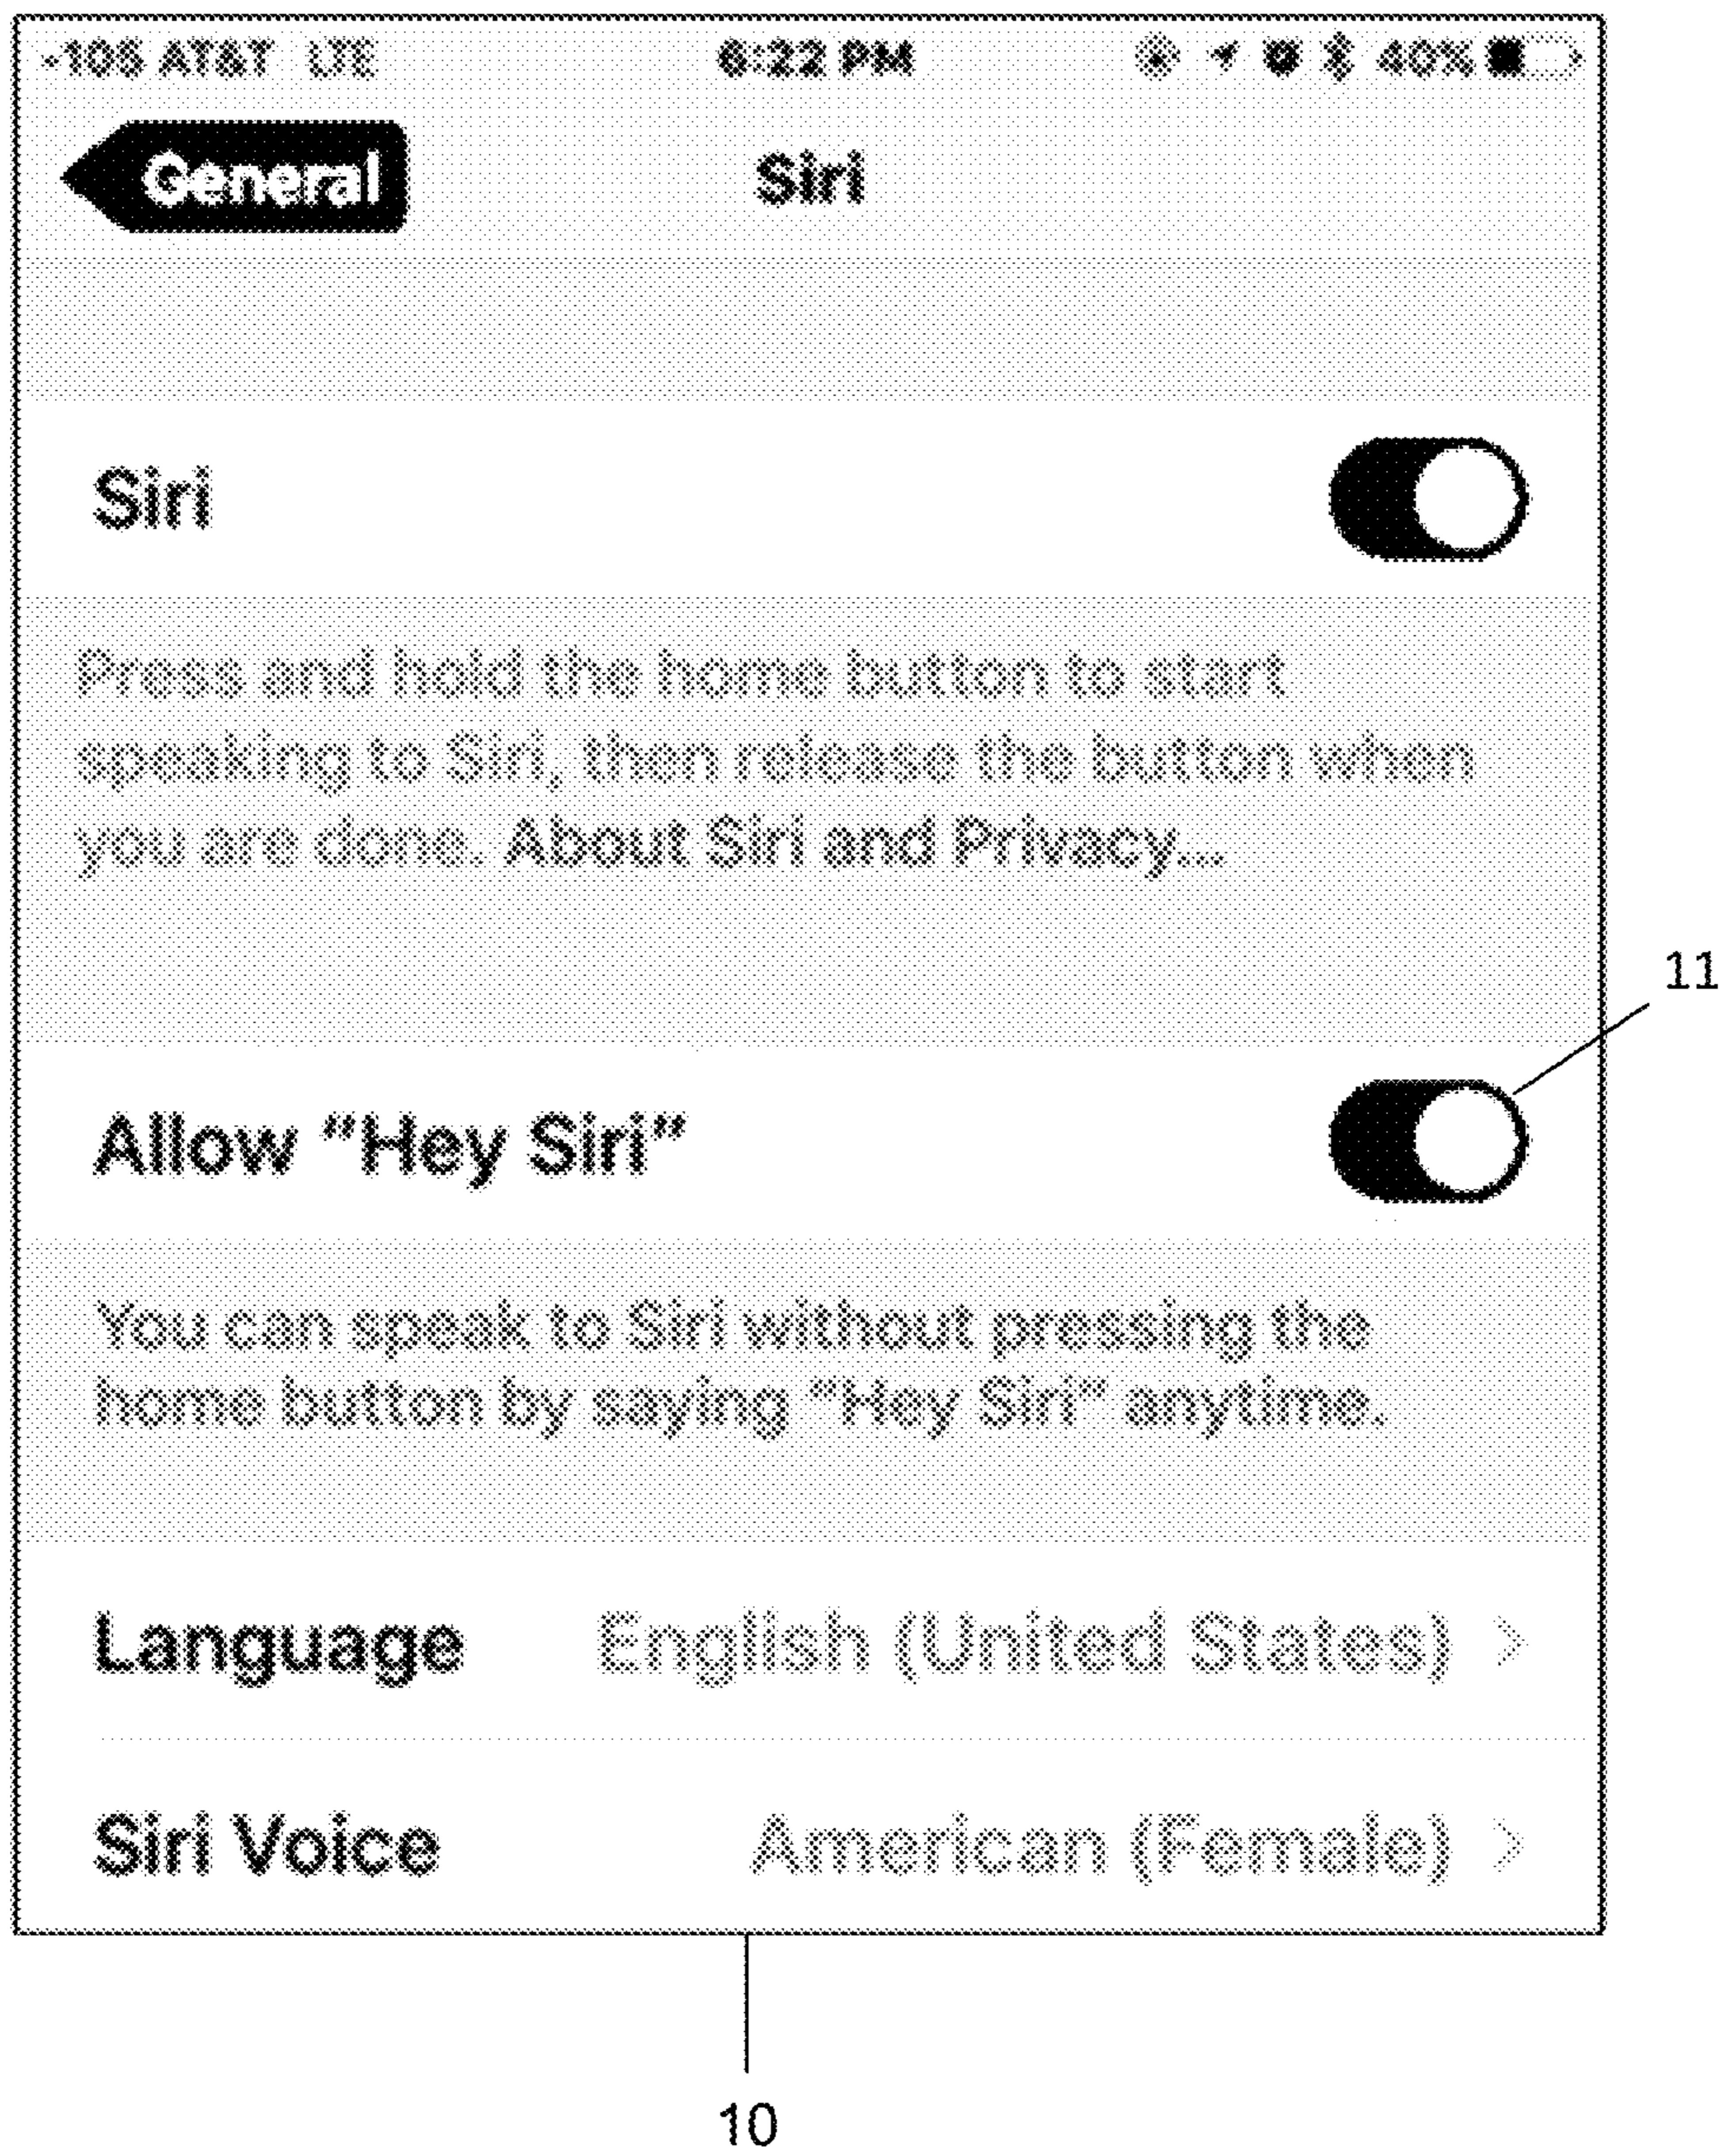 -105 AT&T LTE 6:22 PM 40%
General Siri
Siri
Press and hold the home button to start
speaking to Siri, then release the button when
you are done. About Siri and Privacy...
11
Allow “Hey Siri”
You can speak to Siri without pressing the
home button by saying “Hey Siri” anytime.
Language English (United States) >
Siri Voice American (Female) >
10